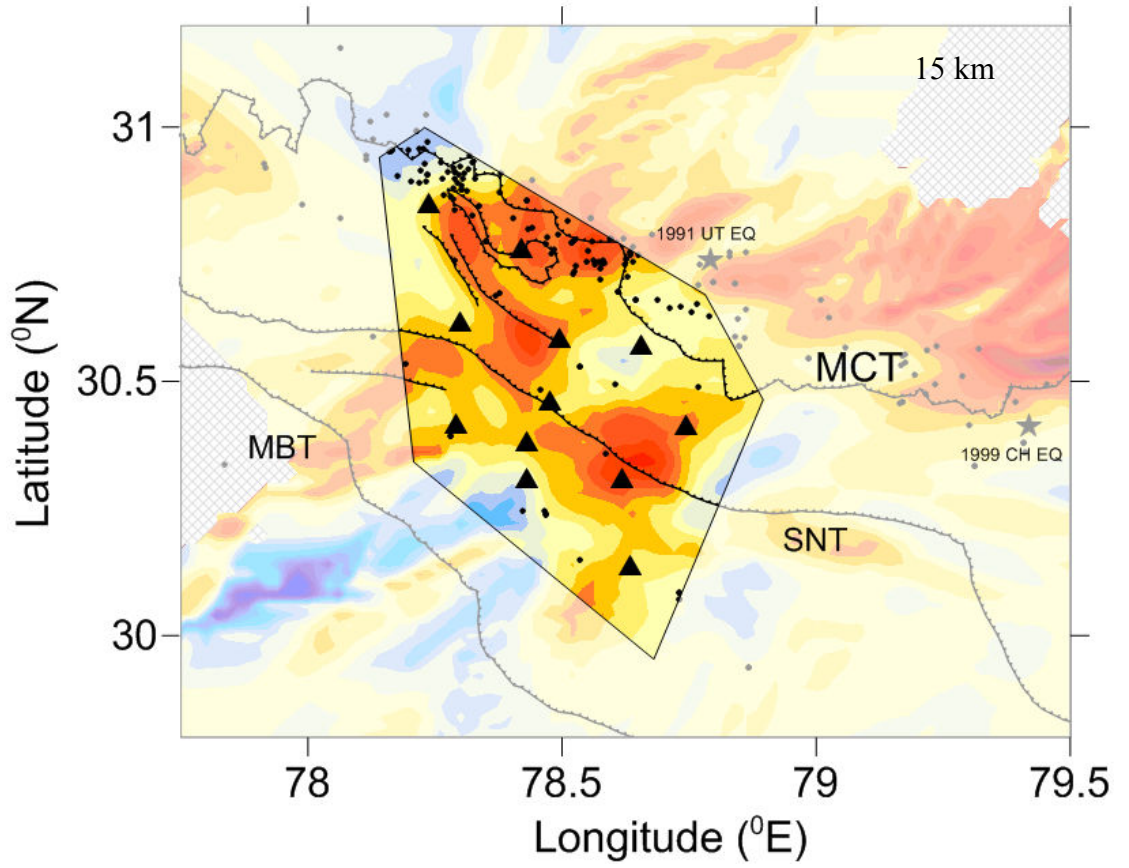 15 km
31
1991 UT EQ
30.5
MCT
MBT
1999 CH EQ
SNT
30
Latitude (⁰N)
78
78.5
79
79.5
Longitude (⁰E)